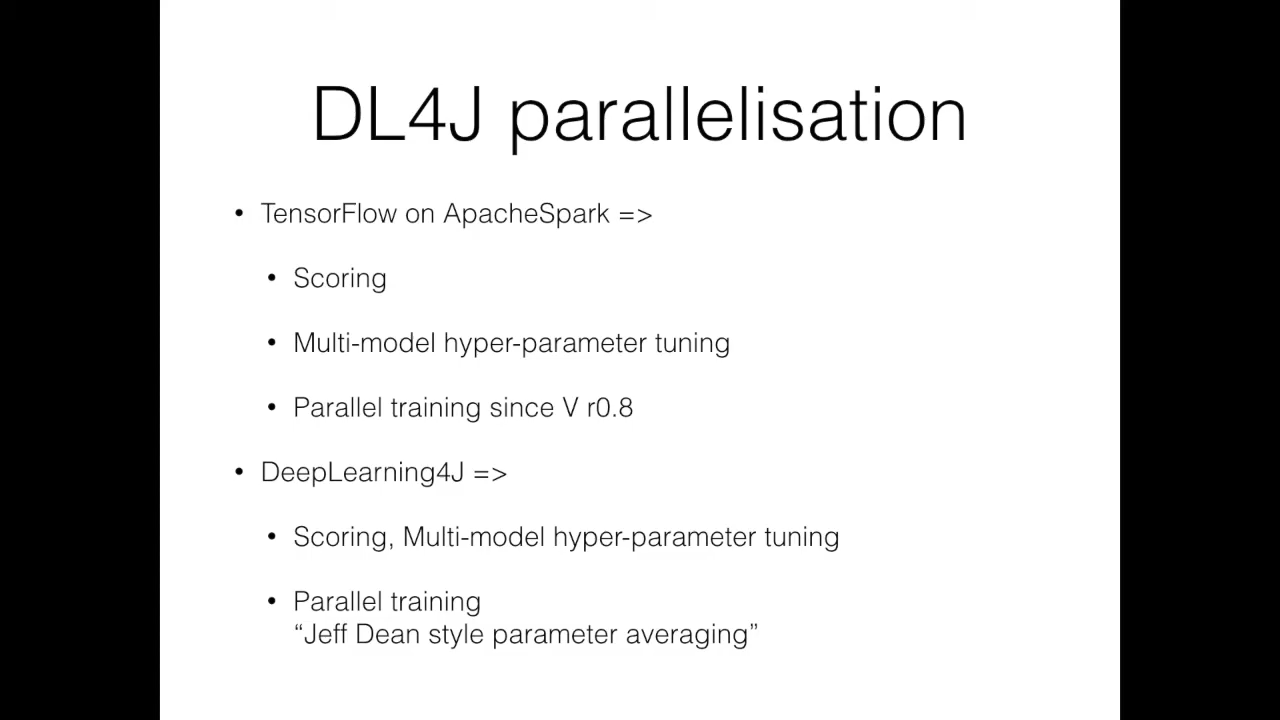 DL4J parallelisation
• TensorFlow on ApacheSpark =>
• Scoring
• Multi-model hyper-parameter tuning
• Parallel training since V r0.8
• DeepLearning4J =>
• Scoring, Multi-model hyper-parameter tuning
• Parallel training
“Jeff Dean style parameter averaging”